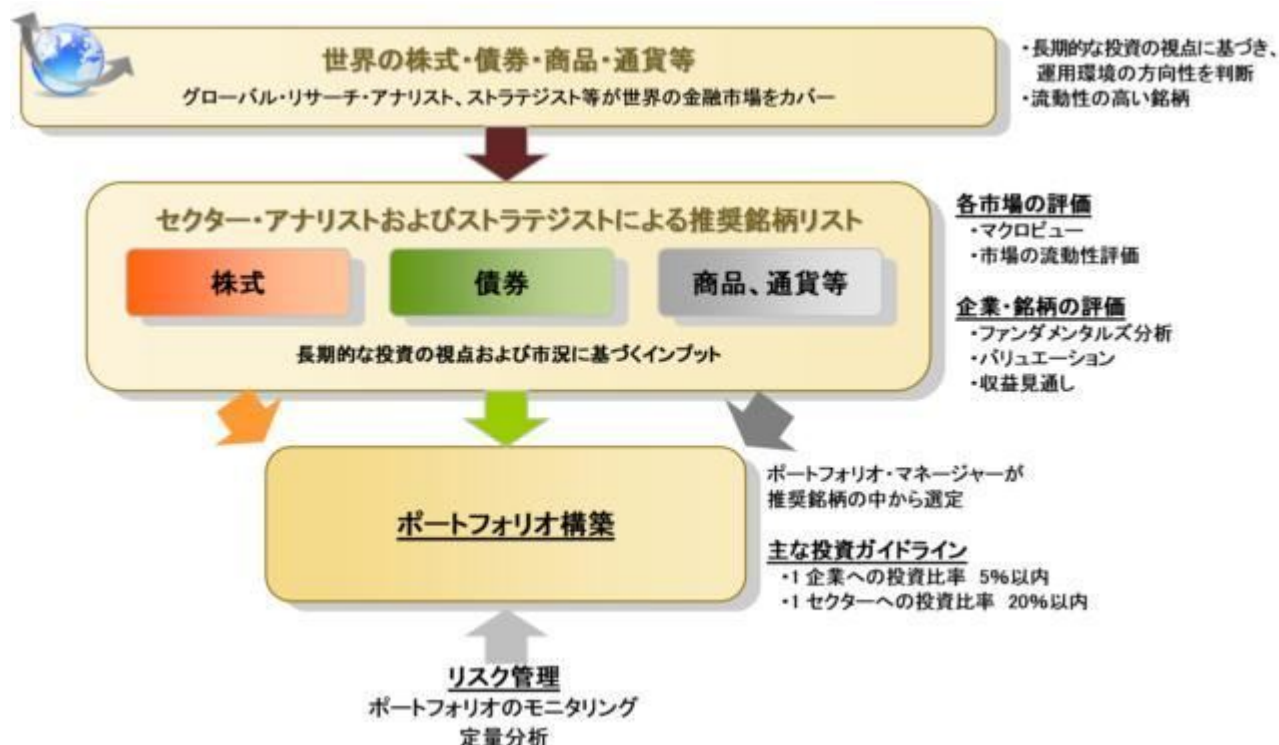 世界の株式・債券・商品・通貨等
グローバル・リサーチ・アナリスト、ストラテジスト等が世界の金融市場をカバー
・長期的な投資の視点に基づき、
運用環境の方向性を判断
・流動性の高い銘柄
セクター・アナリストおよびストラテジストによる推奨銘柄リスト
株式
債券
商品、通貨等
長期的な投資の視点および市況に基づくインプット
各市場の評価
・マクロビュー
・市場の流動性評価
企業・銘柄の評価
・ファンダメンタルズ分析
・バリュエーション
・収益見通し
ポートフォリオ構築
ポートフォリオ・マネージャーが
推奨銘柄の中から選定
主な投資ガイドライン
・1 企業への投資比率 5%以内
・1 セクターへの投資比率 20%以内
リスク管理
ポートフォリオのモニタリング
定量分析